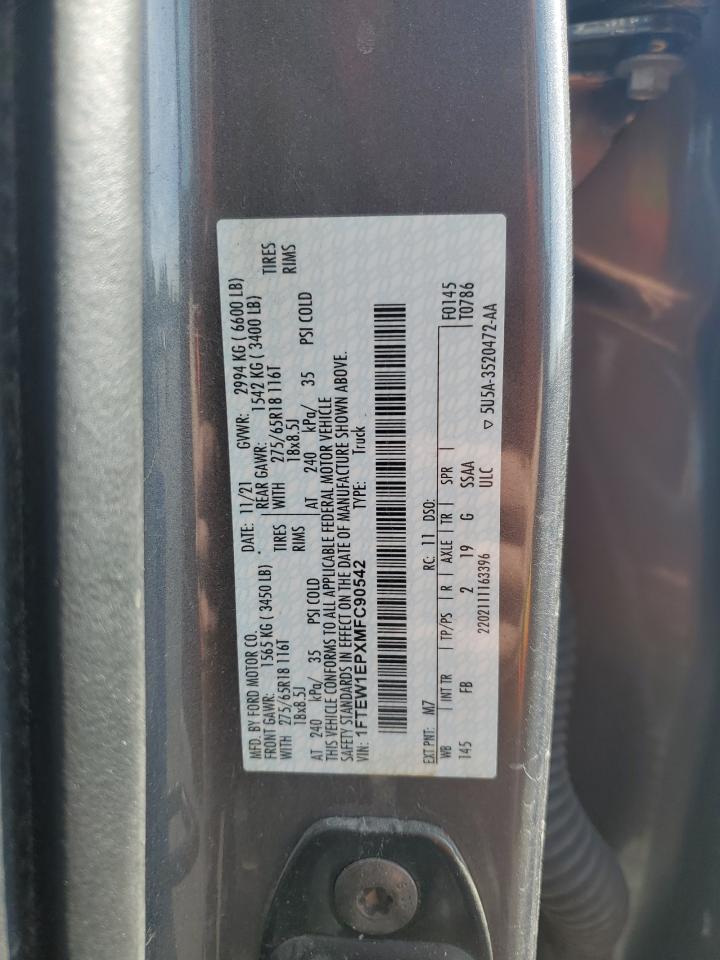 MFD. BY FORD MOTOR CO. DATE: 11/21 GVWR: 2994 KG ( 6600 LB)
FRONT GAWR: 1565 KG ( 3450 LB) REAR GAWR: 1542 KG ( 3400 LB)
WITH 275/65R18 116T TIRES WITH 275/65R18 116T TIRES
18x8.5J RIMS 18x8.5J RIMS
AT 240 kPa/ 35 PSI COLD AT 240 kPa/ 35 PSI COLD
THIS VEHICLE CONFORMS TO ALL APPLICABLE FEDERAL MOTOR VEHICLE
SAFETY STANDARDS IN EFFECT ON THE DATE OF MANUFACTURE SHOWN ABOVE.
VIN: 1FTEW1EPXMFC90542 TYPE: Truck
EXT PNT: M7 RC: 11 DSO: F0145
WB INT TR TP/PS R AXLE TR SPR T0786
145 FB 2 19 G SSAA
2202111163396 ULC ▽ 5U5A-3520472-AA